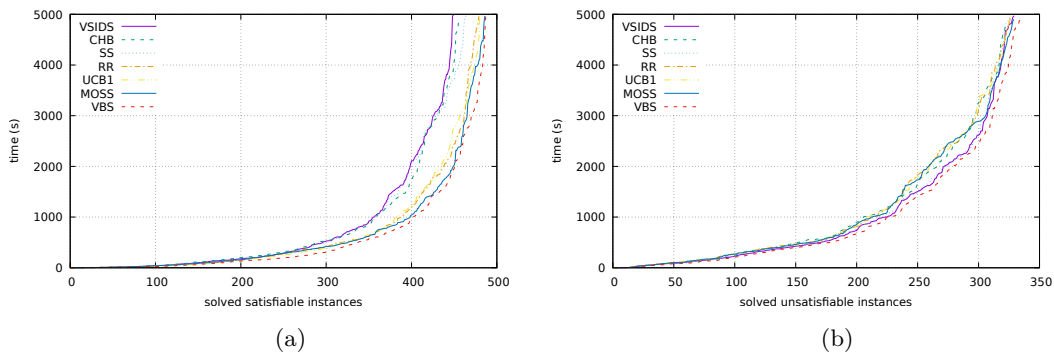 5000
4000
3000
2000
1000
0
time (s)
VSIDS
CHB
SS
RR
UCB1
MOSS
VBS
0 100 200 300 400 500
solved satisfiable instances
(a)
5000
4000
3000
2000
1000
0
time (s)
VSIDS
CHB
SS
RR
UCB1
MOSS
VBS
0 50 100 150 200 250 300 350
solved unsatisfiable instances
(b)